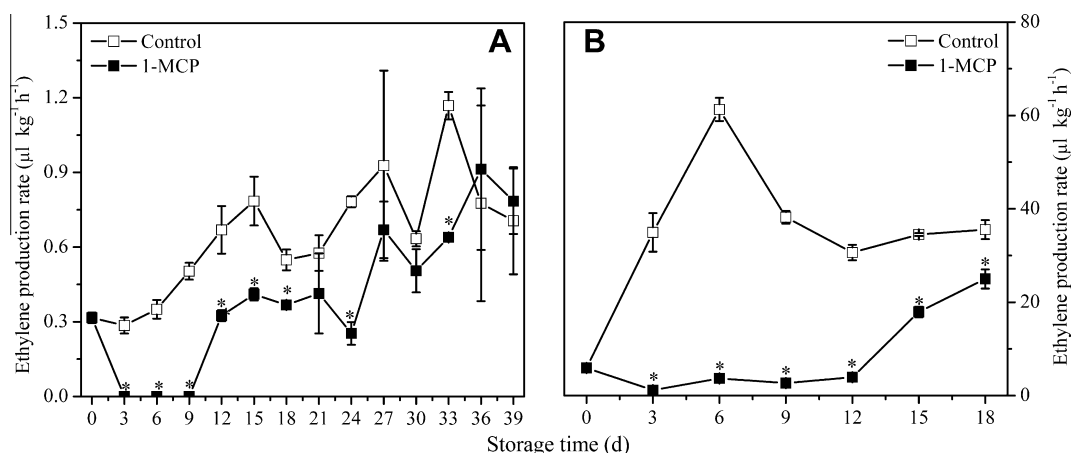 A
Control
1-MCP
Ethylene production rate (μl kg⁻¹ h⁻¹)
1.5
1.2
0.9
0.6
0.3
0.0
* * * * * * * *
0 3 6 9 12 15 18 21 24 27 30 33 36 39
B
Control
1-MCP
80
60
40
20
0
Ethylene production rate (μl kg⁻¹ h⁻¹)
* * * * * *
0 3 6 9 12 15 18
Storage time (d)